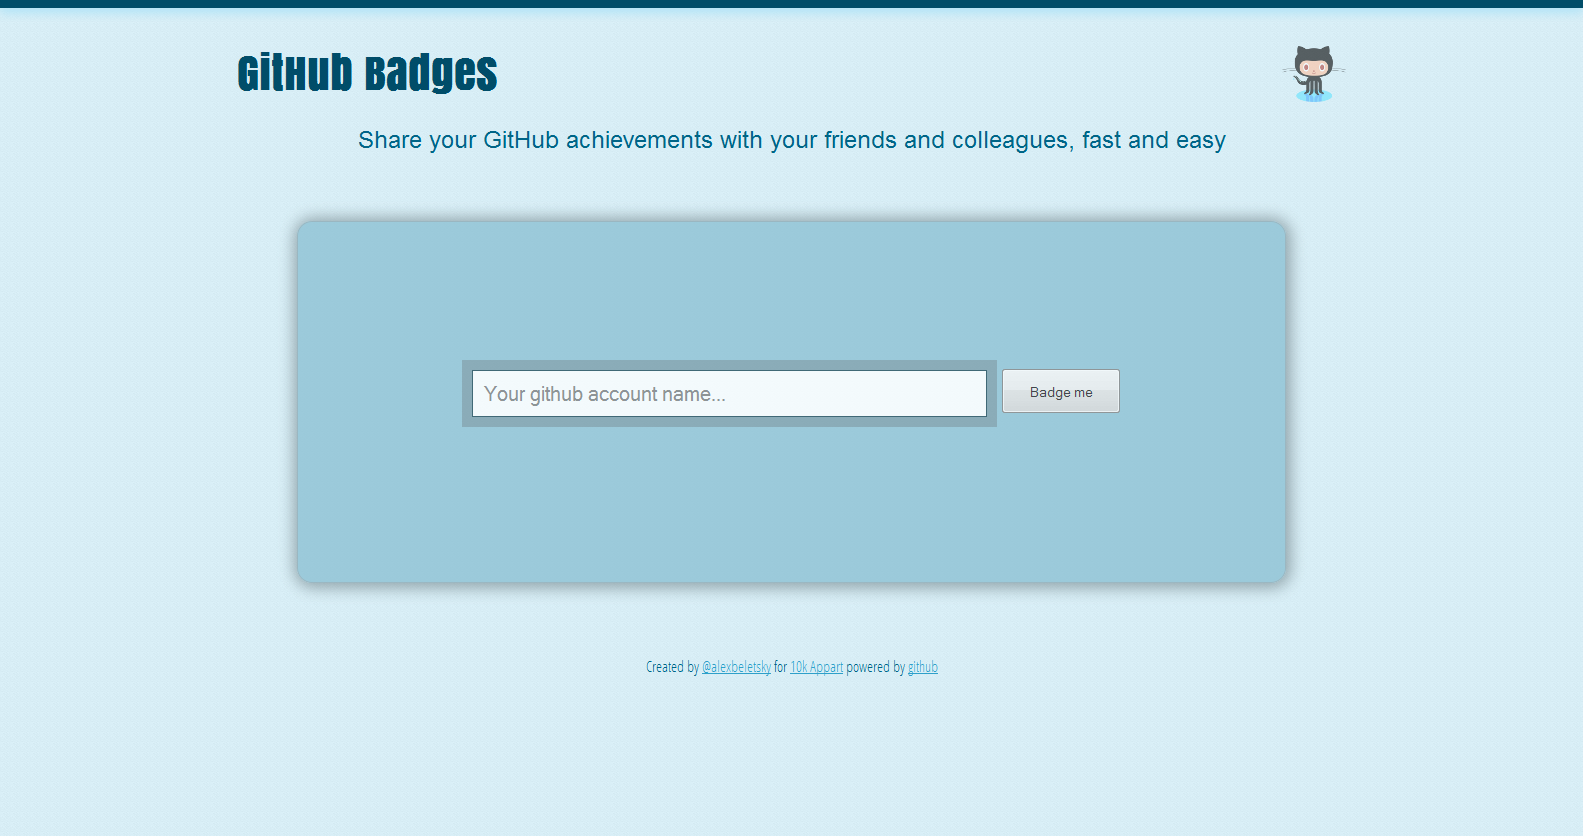 GitHub Badges
Share your GitHub achievements with your friends and colleagues, fast and easy
Your github account name...
Badge me
Created by @alexbeletsky for 10k Appart powered by github